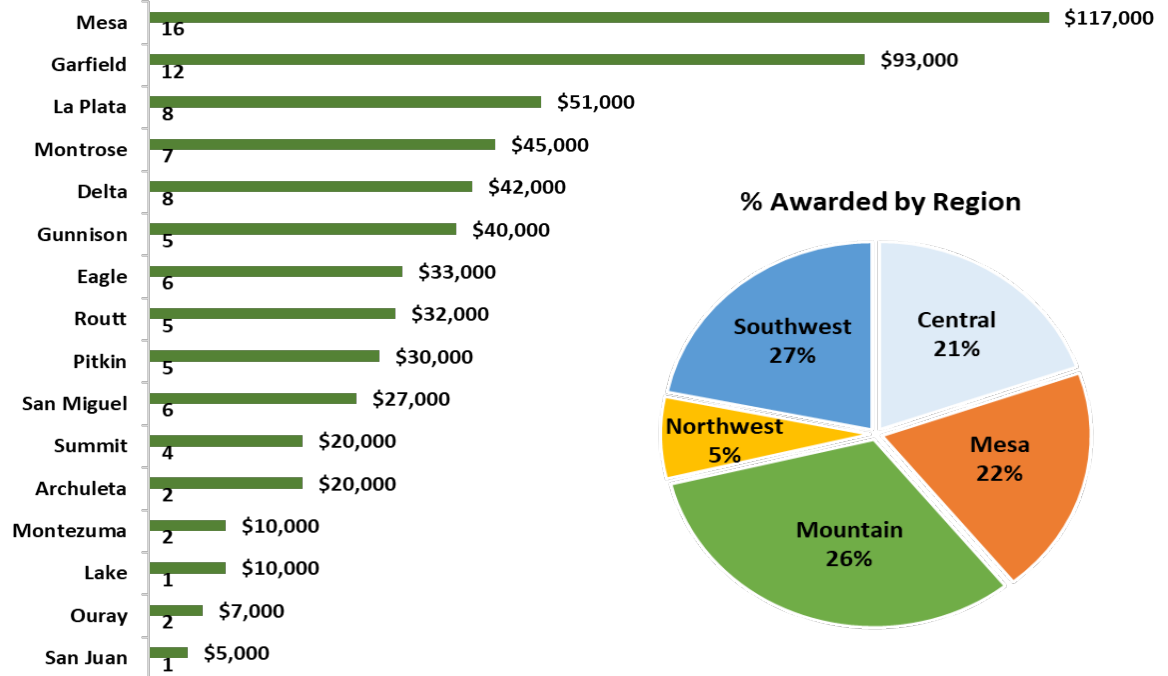 Mesa
16
$117,000
Garfield
12
$93,000
La Plata
8
$51,000
Montrose
7
$45,000
Delta
8
$42,000
Gunnison
5
$40,000
Eagle
6
$33,000
Routt
5
$32,000
Pitkin
5
$30,000
San Miguel
6
$27,000
Summit
4
$20,000
Archuleta
2
$20,000
Montezuma
2
$10,000
Lake
1
$10,000
Ouray
2
$7,000
San Juan
1
$5,000
% Awarded by Region
Southwest
27%
Central
21%
Northwest
5%
Mesa
22%
Mountain
26%